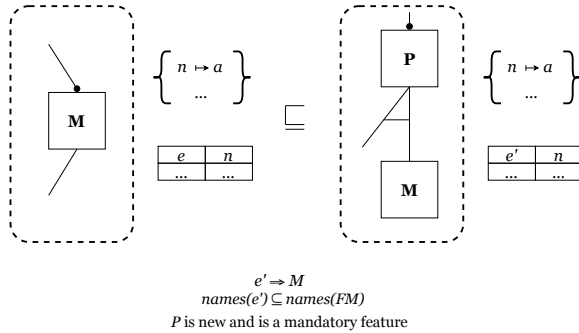 M
n ↦ a
...
e n
... ...
⊑
P
M
n ↦ a
...
e' n
... ...
e' ⇒ M
names(e') ⊆ names(FM)
P is new and is a mandatory feature